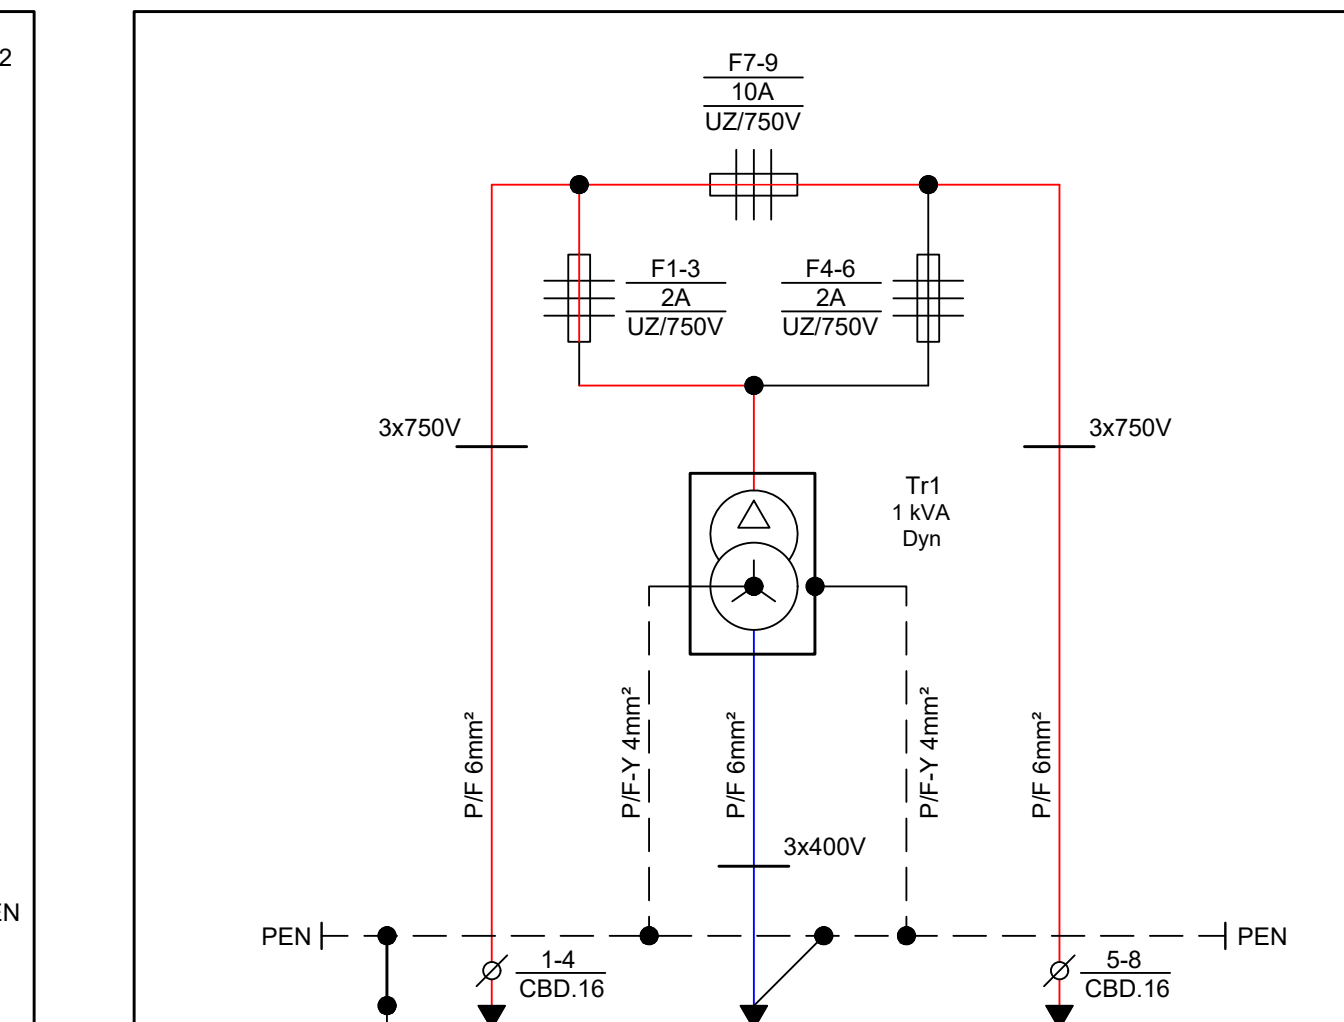 2
F7-9
10A
UZ/750V
F1-3
2A
UZ/750V
F4-6
2A
UZ/750V
3x750V
3x750V
Tr1
1 kVA
Dyn
P/F 6mm²
P/F-Y 4mm²
P/F 6mm²
P/F-Y 4mm²
P/F 6mm²
3x400V
EN
PEN
PEN
1-4
CBD.16
5-8
CBD.16